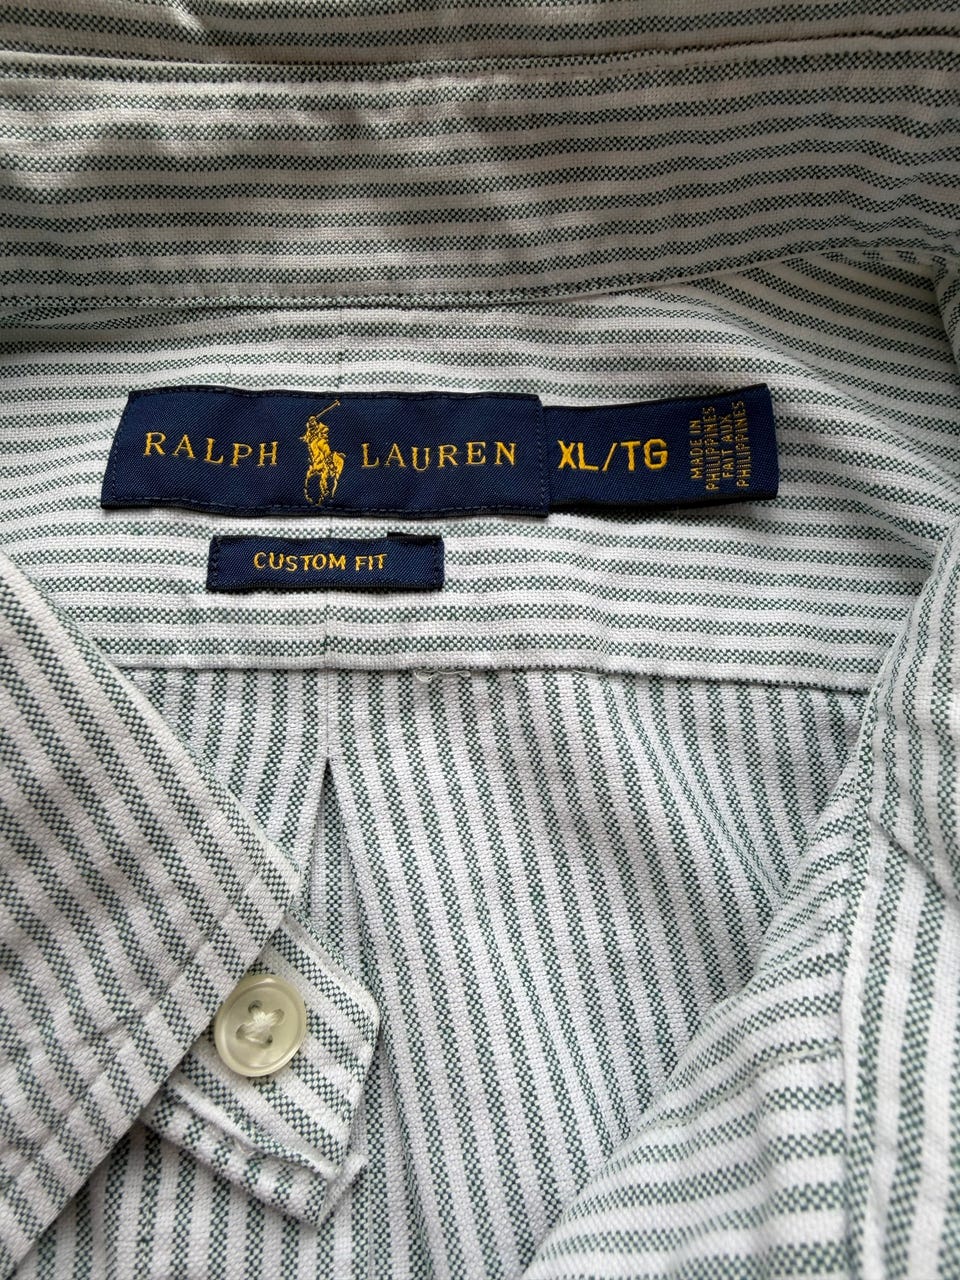 RALPH LAUREN
XL/TG
MADE IN
PHILIPPINES
FAIT AUX
PHILIPPINES
CUSTOM FIT